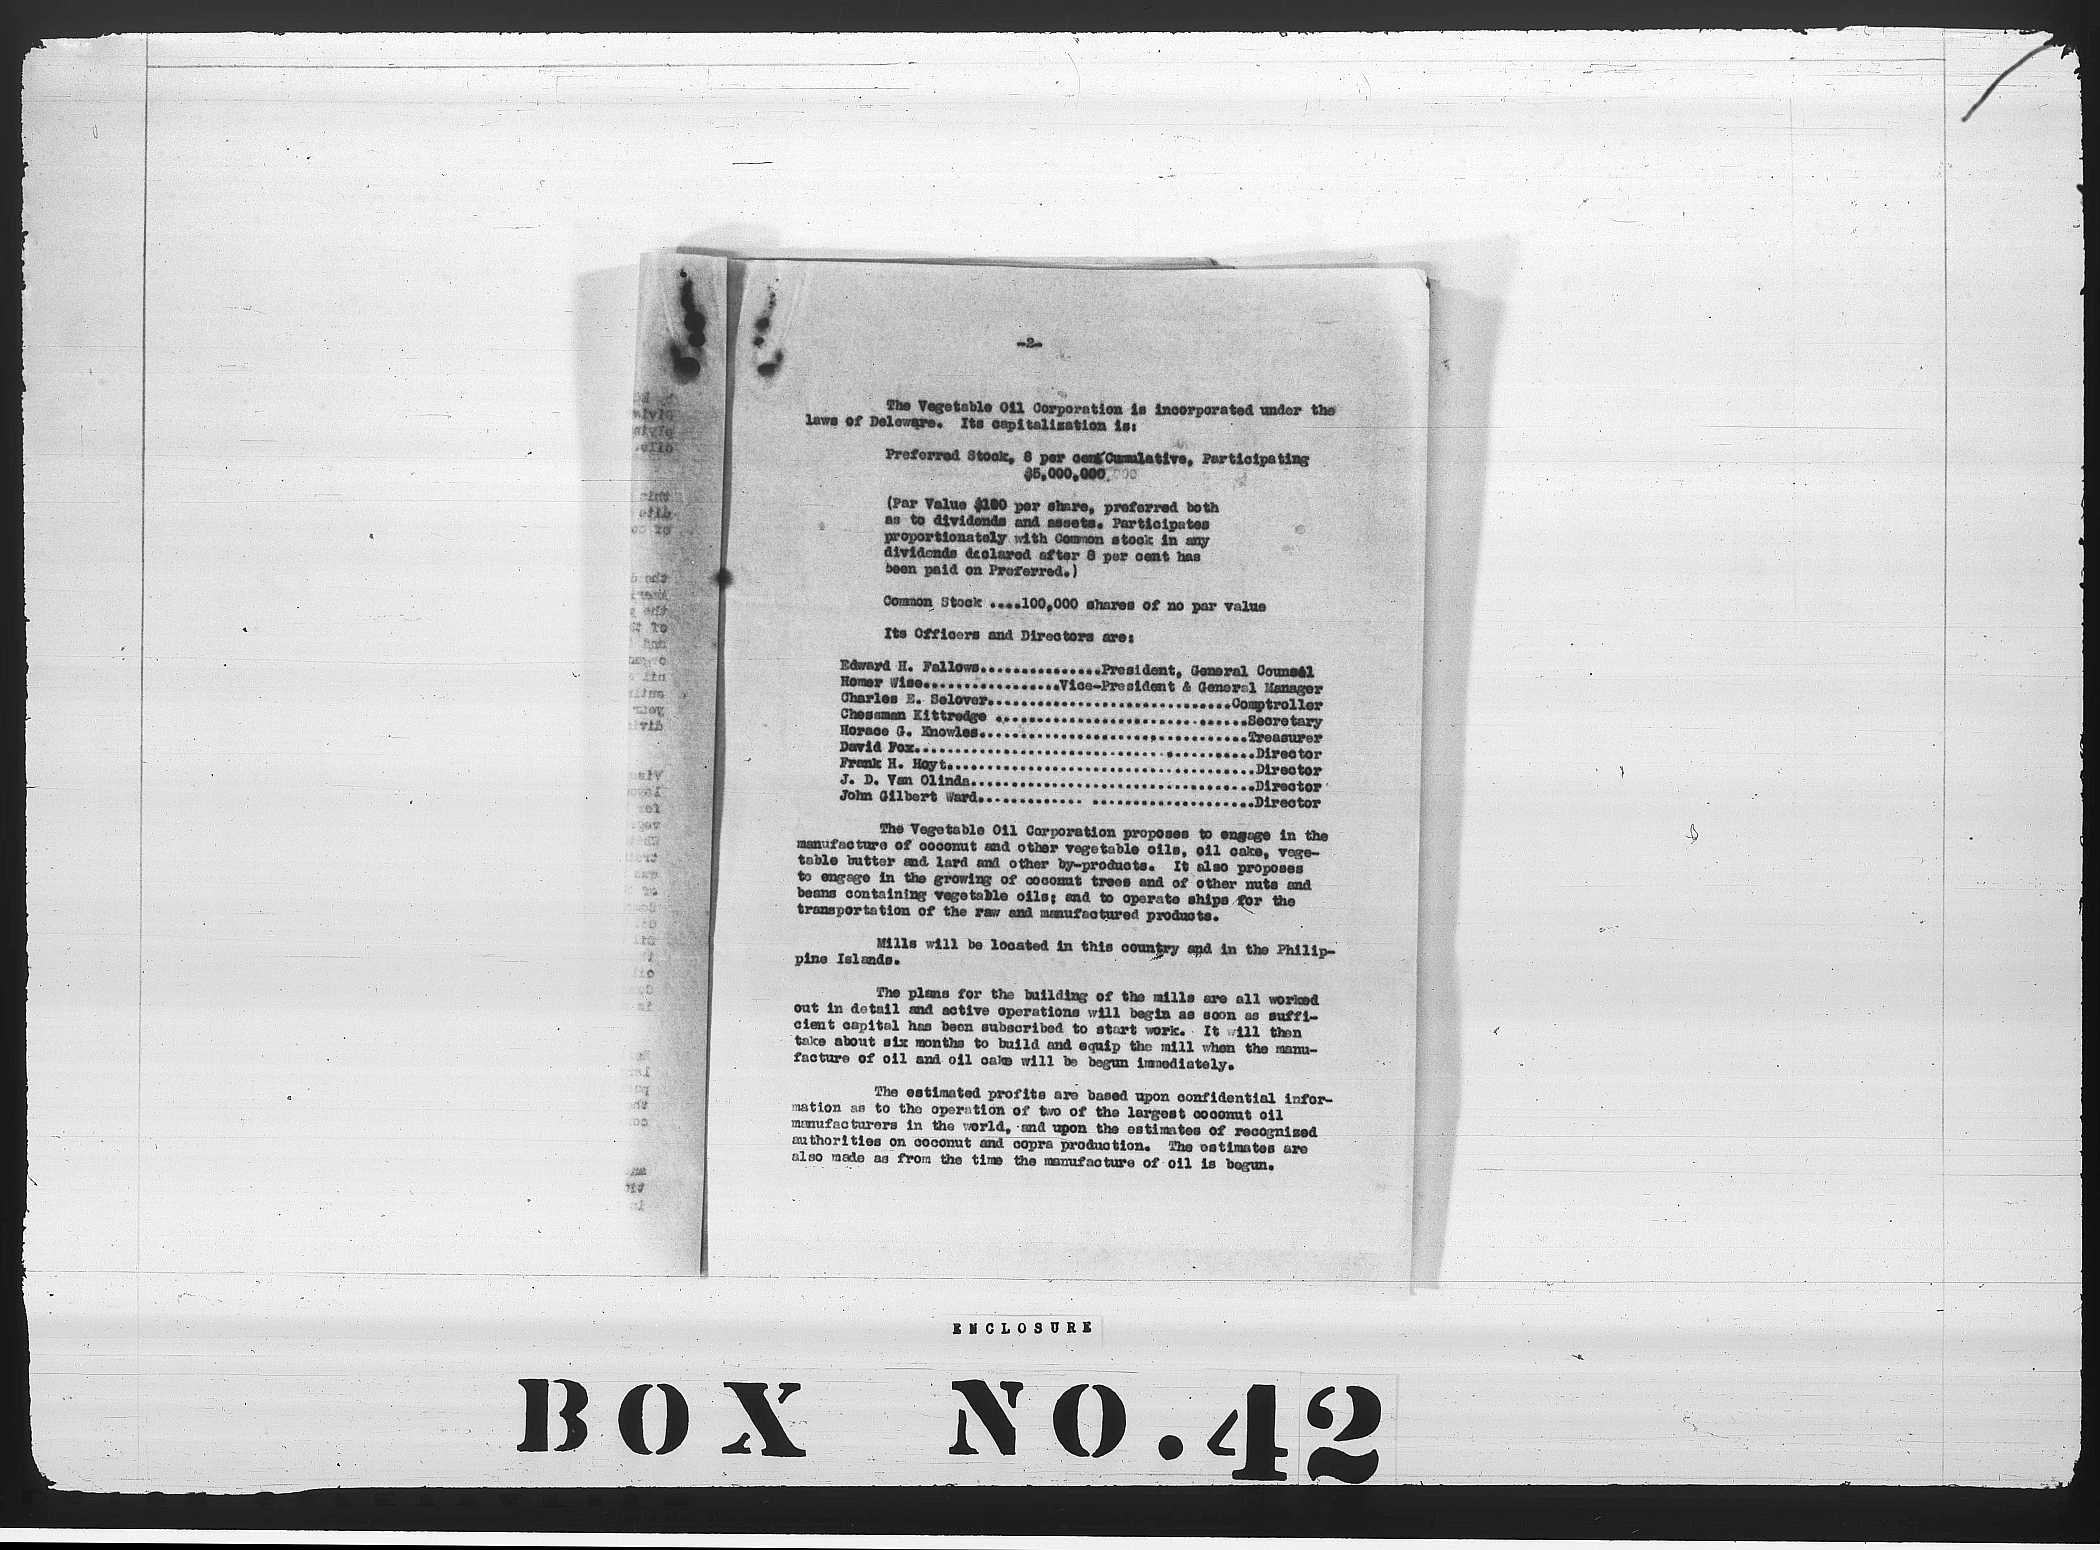 -2-
The Vegetable Oil Corporation is incorporated under the
laws of Deleware. Its capitalization is:
Preferred Stock, 8 per cent Cumulative, Participating
$5,000,000
(Par Value $100 per share, preferred both
as to dividends and assets. Participates
proportionately with Common stock in any
dividends declared after 8 per cent has
been paid on Preferred.)
Common Stock ....100,000 shares of no par value
Its Officers and Directors are:
Edward H. Fallows...............President, General Counsel
Homer Wise.................Vice-President & General Manager
Charles E. Selover..............................Comptroller
Chessman Kittredge ...............................Secretary
Horace G. Knowles.................................Treasurer
David Fox..........................................Director
Frank H. Hoyt......................................Director
J. D. Van Olinda...................................Director
John Gilbert Ward............. ....................Director
The Vegetable Oil Corporation proposes to engage in the
manufacture of coconut and other vegetable oils, oil cake, vege-
table butter and lard and other by-products. It also proposes
to engage in the growing of coconut trees and of other nuts and
beans containing vegetable oils; and to operate ships for the
transportation of the raw and manufactured products.
Mills will be located in this country and in the Philip-
pine Islands.
The plans for the building of the mills are all worked
out in detail and active operations will begin as soon as suffi-
cient capital has been subscribed to start work. It will then
take about six months to build and equip the mill when the manu-
facture of oil and oil cake will be begun immediately.
The estimated profits are based upon confidential infor-
mation as to the operation of two of the largest coconut oil
manufacturers in the world, and upon the estimates of recognized
authorities on coconut and copra production. The estimates are
also made as from the time the manufacture of oil is begun.
ENCLOSURE
BOX NO.42